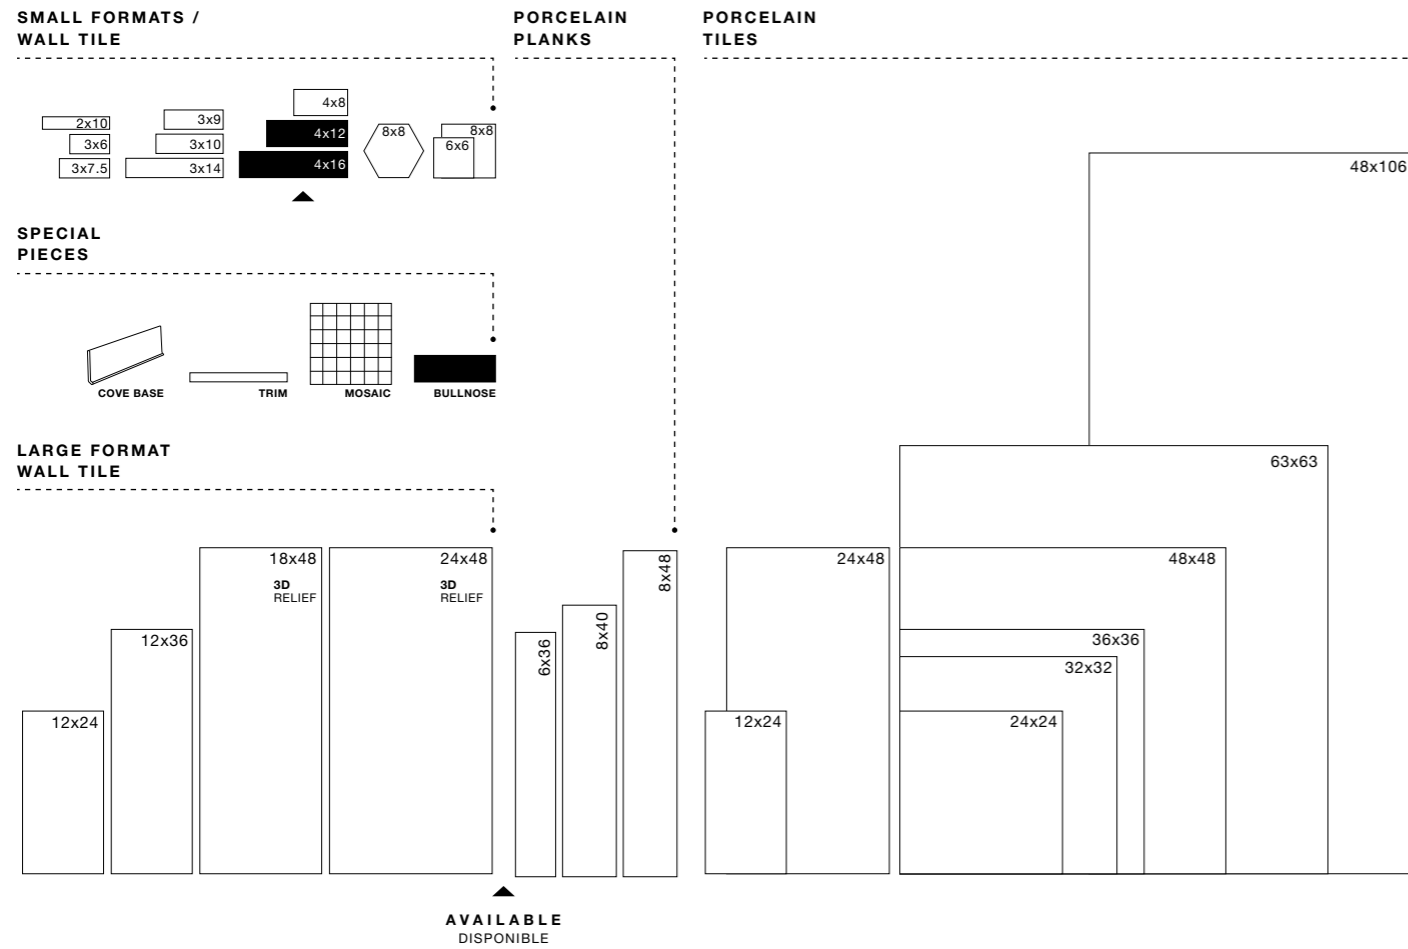 SMALL FORMATS /
WALL TILE
2x10
3x6
3x7.5
3x9
3x10
3x14
4x8
4x12
4x16
8x8
8x8
6x6
SPECIAL
PIECES
COVE BASE
TRIM
MOSAIC
BULLNOSE
LARGE FORMAT
WALL TILE
12x24
12x36
18x48
3D
RELIEF
24x48
3D
RELIEF
PORCELAIN
PLANKS
6x36
8x40
8x48
PORCELAIN
TILES
12x24
24x48
24x24
32x32
36x36
48x48
63x63
48x106
AVAILABLE
DISPONIBLE